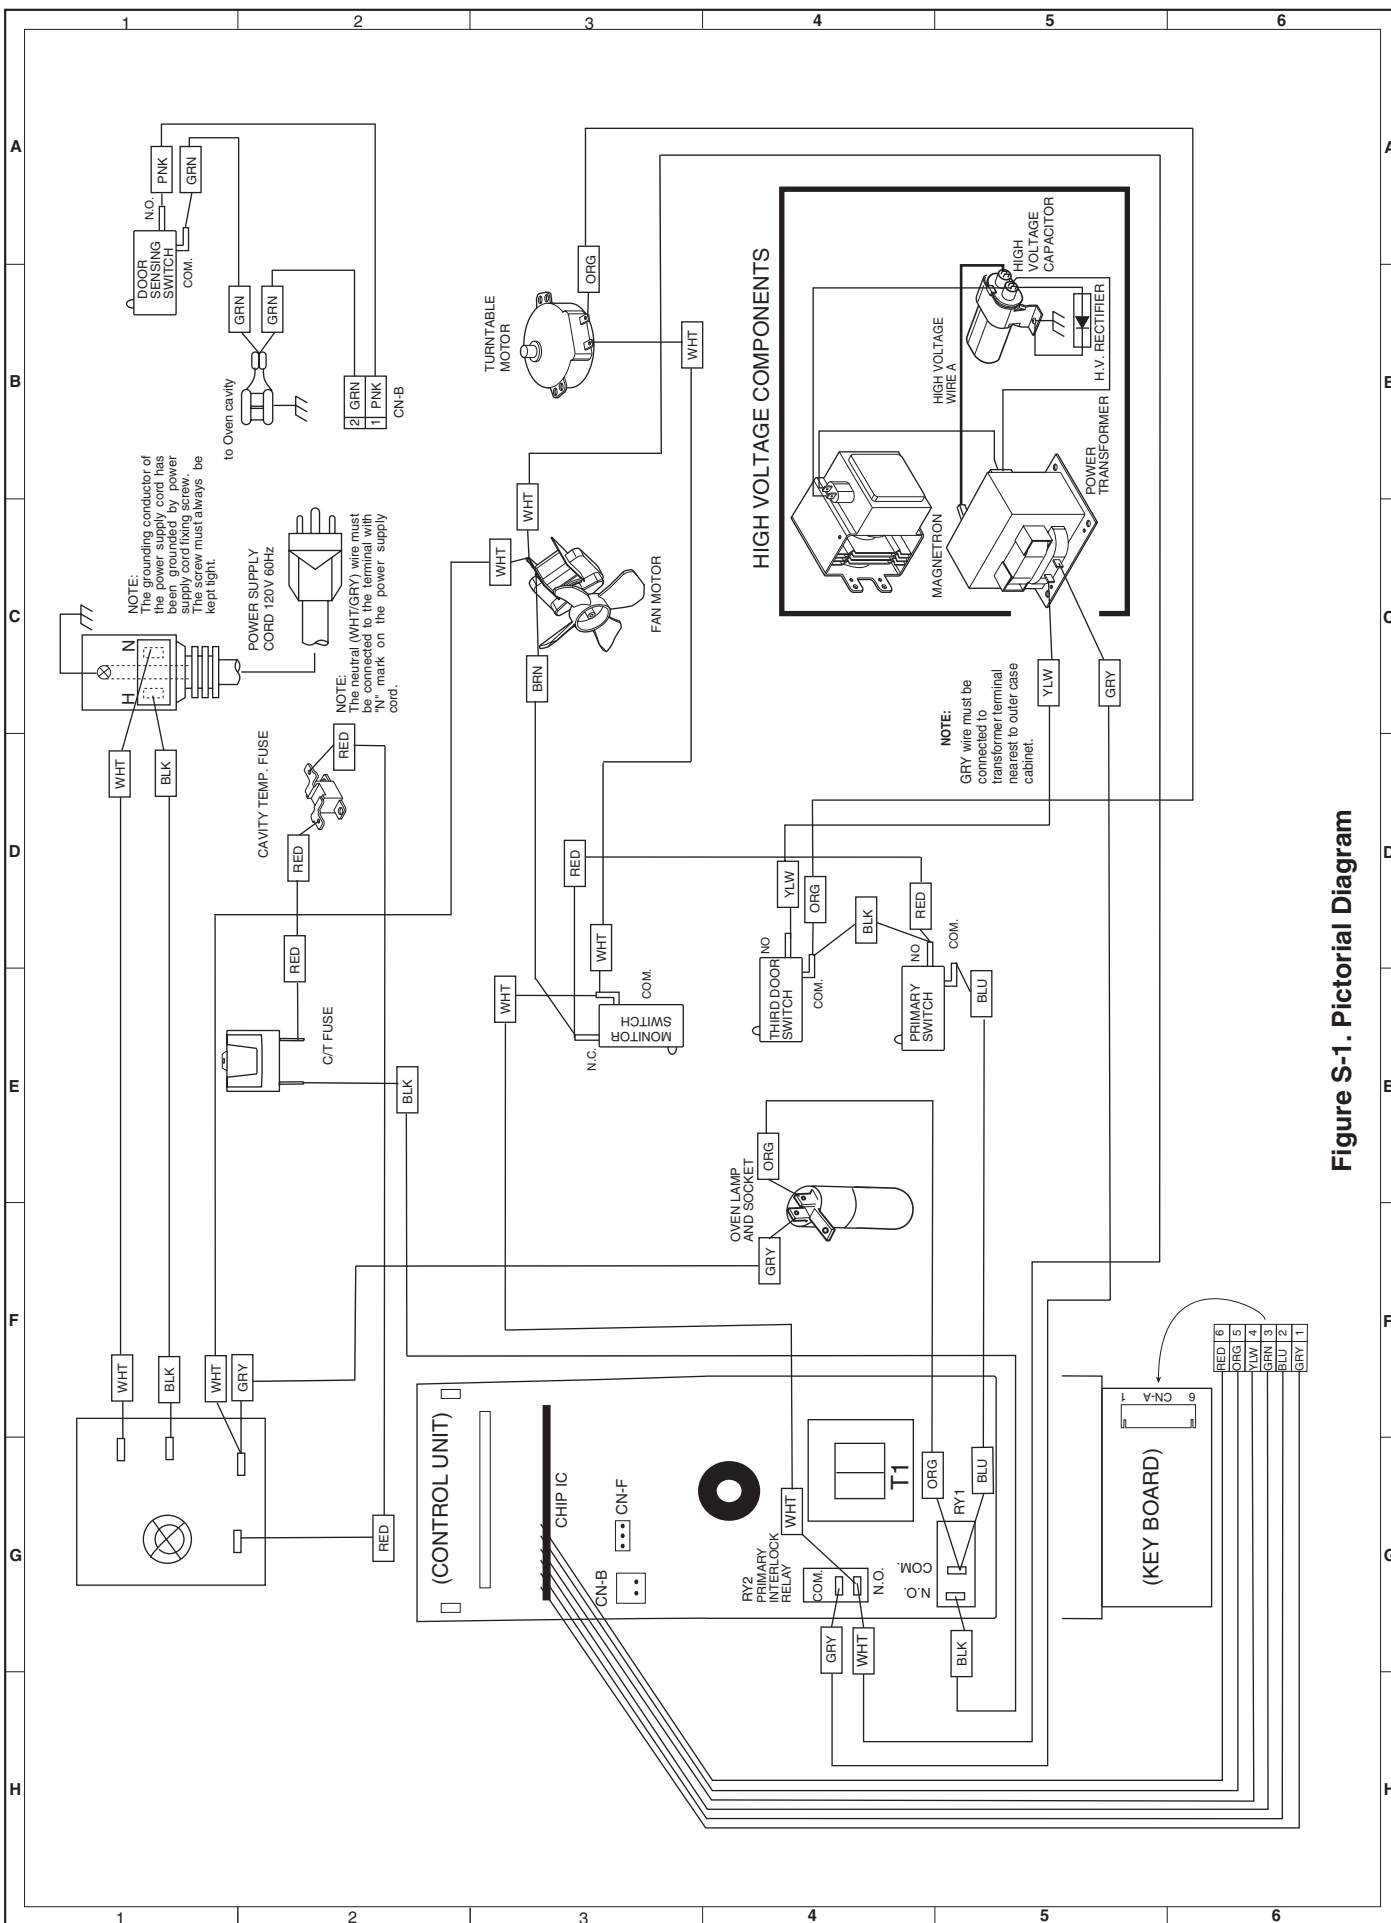 1
2
3
4
5
6
A
B
C
D
E
F
G
H
DOOR
SENSING
SWITCH
N.O.
COM.
PNK
GRN
GRN
GRN
to Oven cavity
2 GRN
1 PNK
CN-B
NOTE:
The grounding conductor of
the power supply cord has
been grounded by power
supply cord fixing screw.
The screw must always be
kept tight.
POWER SUPPLY
CORD 120V 60Hz
NOTE:
The neutral (WHT/GRY) wire must
be connected to the terminal with
"N" mark on the power supply
cord.
H
N
WHT
BLK
CAVITY TEMP. FUSE
RED
RED
RED
C/T FUSE
BLK
WHT
BLK
WHT
GRY
RED
TURNTABLE
MOTOR
ORG
WHT
WHT
WHT
BRN
FAN MOTOR
RED
WHT
WHT
COM.
N.C.
MONITOR
SWITCH
HIGH VOLTAGE COMPONENTS
MAGNETRON
HIGH VOLTAGE
WIRE A
HIGH
VOLTAGE
CAPACITOR
H.V. RECTIFIER
POWER
TRANSFORMER
NOTE:
GRY wire must be
connected to
transformer terminal
nearest to outer case
cabinet.
YLW
GRY
YLW
ORG
BLK
RED
THIRD DOOR
SWITCH
NO
COM.
PRIMARY
SWITCH
NO
COM.
BLU
OVEN LAMP
AND SOCKET
ORG
GRY
(CONTROL UNIT)
CHIP IC
CN-B
CN-F
WHT
T1
RY2
PRIMARY
INTERLOCK
RELAY
COM.
N.O.
ORG
BLU
RY1
COM.
N.O.
GRY
WHT
BLK
(KEY BOARD)
1 CN-A 6
RED 6
ORG 5
YLW 4
GRN 3
BLU 2
GRY 1
Figure S-1. Pictorial Diagram
A
B
C
D
E
F
G
H
1
2
3
4
5
6